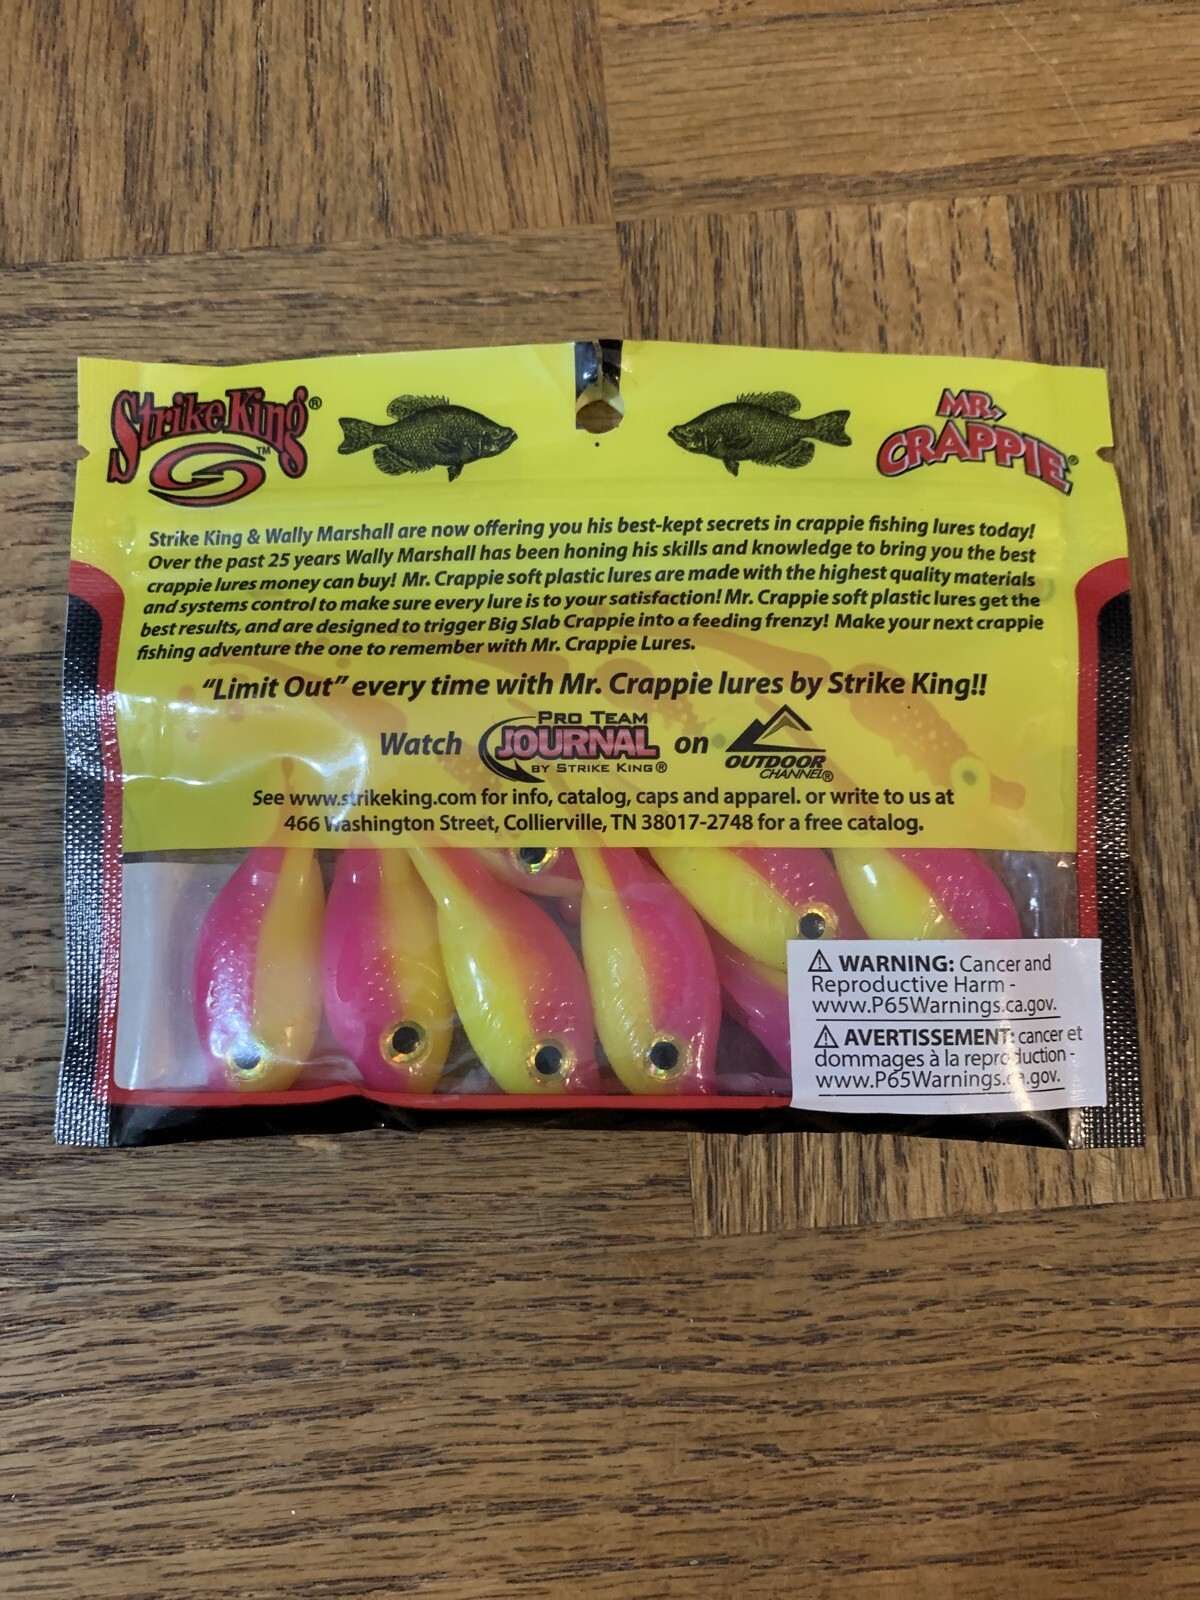 Strike King®
™
MR.
CRAPPIE®
Strike King & Wally Marshall are now offering you his best-kept secrets in crappie fishing lures today!
Over the past 25 years Wally Marshall has been honing his skills and knowledge to bring you the best
crappie lures money can buy! Mr. Crappie soft plastic lures are made with the highest quality materials
and systems control to make sure every lure is to your satisfaction! Mr. Crappie soft plastic lures get the
best results, and are designed to trigger Big Slab Crappie into a feeding frenzy! Make your next crappie
fishing adventure the one to remember with Mr. Crappie Lures.
"Limit Out" every time with Mr. Crappie lures by Strike King!!
Watch PRO TEAM JOURNAL BY STRIKE KING® on OUTDOOR CHANNEL®
See www.strikeking.com for info, catalog, caps and apparel. or write to us at
466 Washington Street, Collierville, TN 38017-2748 for a free catalog.
⚠ WARNING: Cancer and
Reproductive Harm -
www.P65Warnings.ca.gov.
⚠ AVERTISSEMENT: cancer et
dommages à la reproduction -
www.P65Warnings.ca.gov.